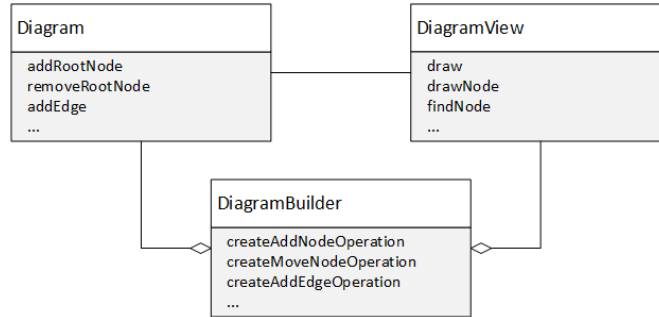 Diagram
addRootNode
removeRootNode
addEdge
...
DiagramView
draw
drawNode
findNode
...
DiagramBuilder
createAddNodeOperation
createMoveNodeOperation
createAddEdgeOperation
...